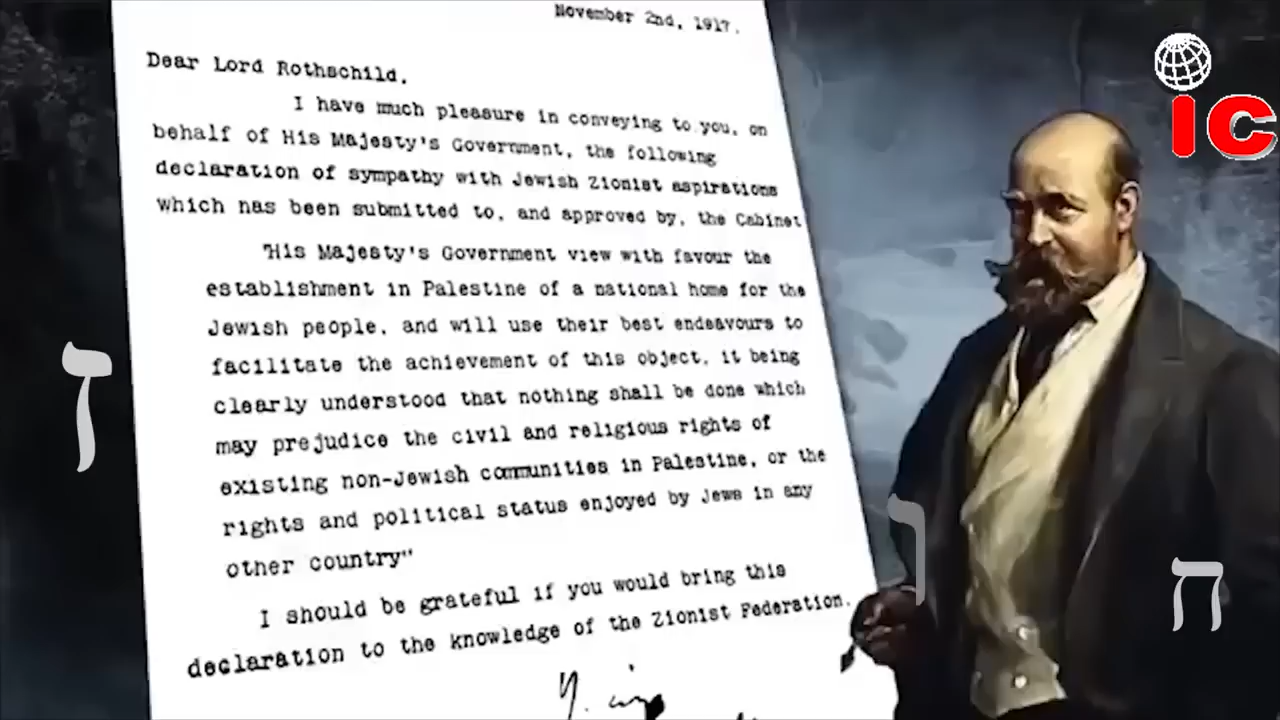 November 2nd, 1917.
Dear Lord Rothschild,
I have much pleasure in conveying to you, on
behalf of His Majesty's Government, the following
declaration of sympathy with Jewish Zionist aspirations
which has been submitted to, and approved by, the Cabinet
"His Majesty's Government view with favour the
establishment in Palestine of a national home for the
Jewish people, and will use their best endeavours to
facilitate the achievement of this object, it being
clearly understood that nothing shall be done which
may prejudice the civil and religious rights of
existing non-Jewish communities in Palestine, or the
rights and political status enjoyed by Jews in any
other country"
I should be grateful if you would bring this
declaration to the knowledge of the Zionist Federation.
IC
ז
ו
ח